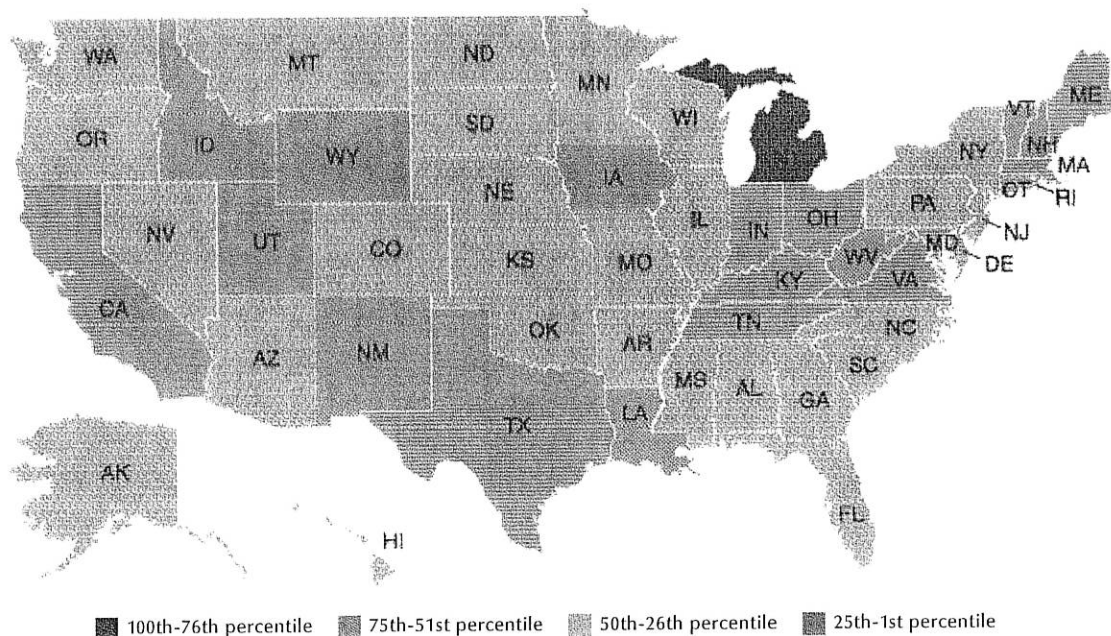 WA
MT
ND
MN
VT
ME
OR
ID
SD
WI
NY
NH
WY
MA
IA
CT
RI
NE
PA
NV
UT
CO
IL
IN
OH
NJ
MD
KS
MO
WV
DE
CA
KY
VA
TN
NC
AZ
NM
OK
AR
SC
MS
AL
GA
TX
LA
AK
FL
HI
100th-76th percentile 75th-51st percentile 50th-26th percentile 25th-1st percentile